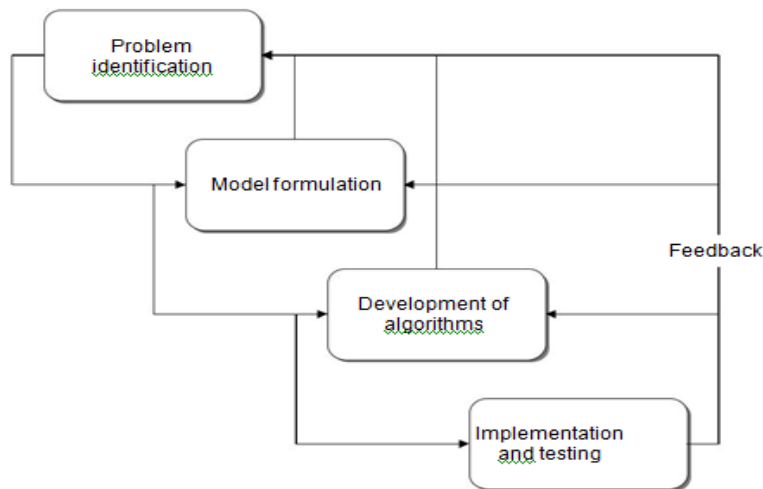 Problem
identification
Model formulation
Feedback
Development of
algorithms
Implementation
and testing